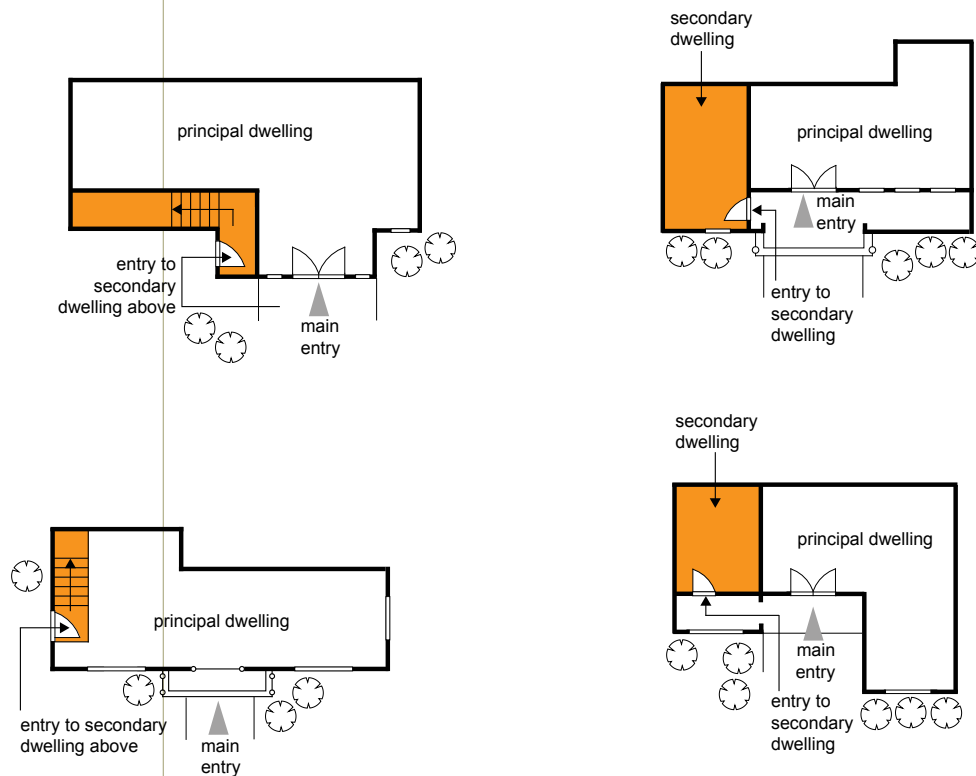 principal dwelling
entry to
secondary
dwelling above
main
entry
secondary
dwelling
principal dwelling
main
entry
entry to
secondary
dwelling
principal dwelling
entry to secondary
dwelling above
main
entry
secondary
dwelling
principal dwelling
main
entry
entry to
secondary
dwelling